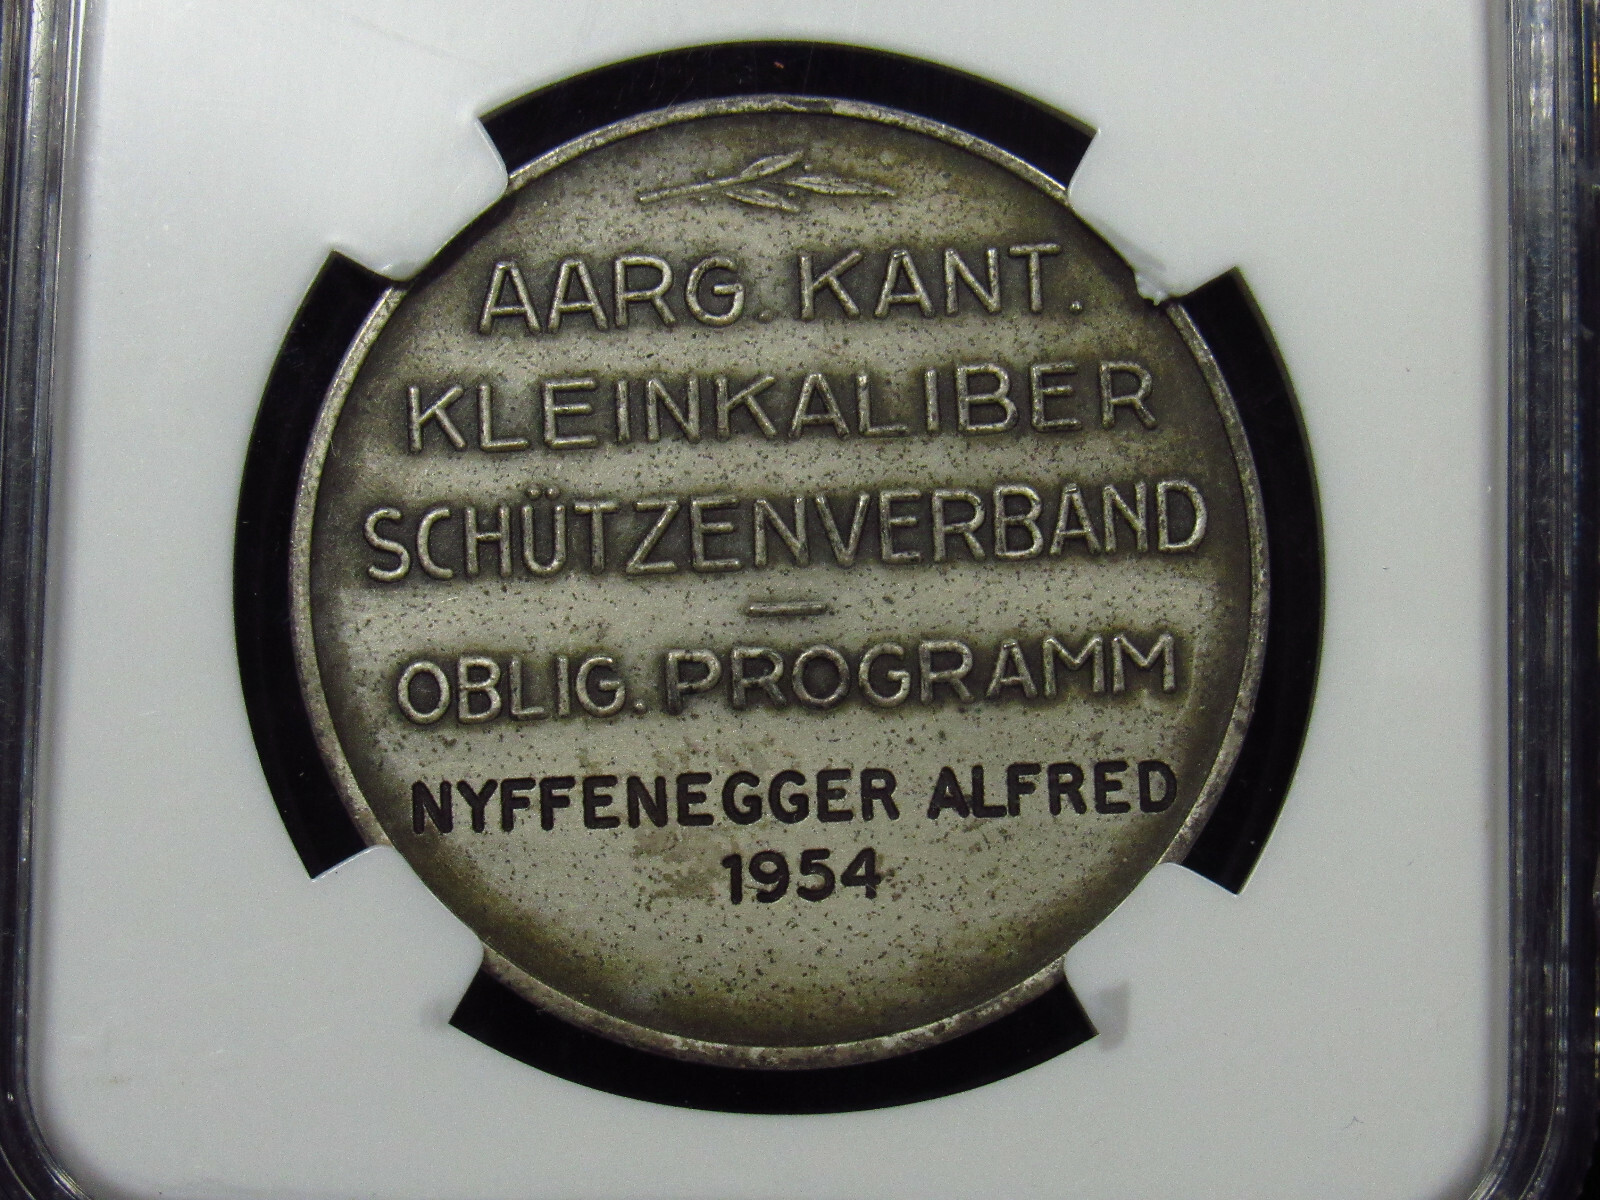 AARG. KANT.
KLEINKALIBER
SCHÜTZENVERBAND
—
OBLIG. PROGRAMM
NYFFENEGGER ALFRED
1954